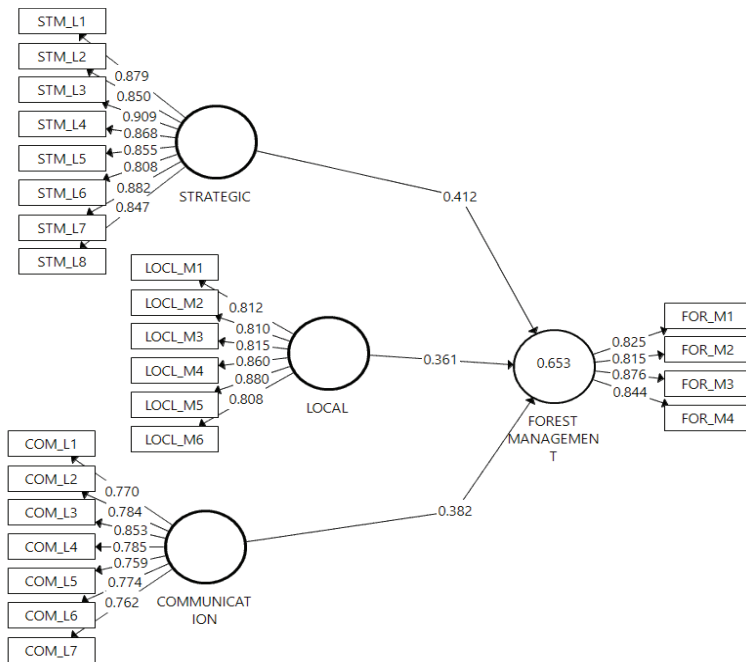 STM_L1
STM_L2
STM_L3
STM_L4
STM_L5
STM_L6
STM_L7
STM_L8
0.879
0.850
0.909
0.868
0.855
0.808
0.882
0.847
STRATEGIC
0.412
LOCL_M1
LOCL_M2
LOCL_M3
LOCL_M4
LOCL_M5
LOCL_M6
0.812
0.810
0.815
0.860
0.880
0.808
LOCAL
0.361
COM_L1
COM_L2
COM_L3
COM_L4
COM_L5
COM_L6
COM_L7
0.770
0.784
0.853
0.785
0.759
0.774
0.762
COMMUNICAT
ION
0.382
0.653
FOREST
MANAGEMEN
T
0.825
0.815
0.876
0.844
FOR_M1
FOR_M2
FOR_M3
FOR_M4